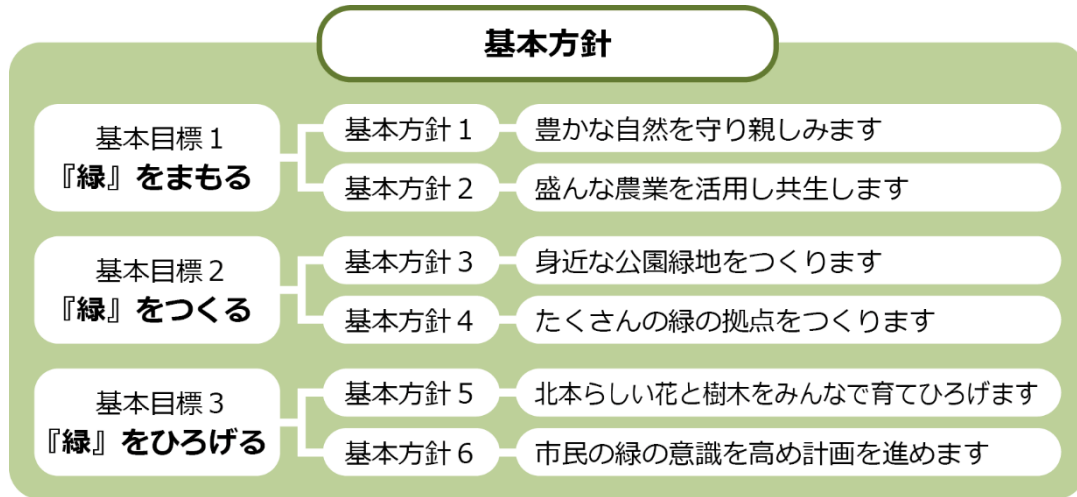 基本方針
基本目標１
『緑』をまもる
基本方針１
豊かな自然を守り親しみます
基本方針２
盛んな農業を活用し共生します
基本目標２
『緑』をつくる
基本方針３
身近な公園緑地をつくります
基本方針４
たくさんの緑の拠点をつくります
基本目標３
『緑』をひろげる
基本方針５
北本らしい花と樹木をみんなで育てひろげます
基本方針６
市民の緑の意識を高め計画を進めます